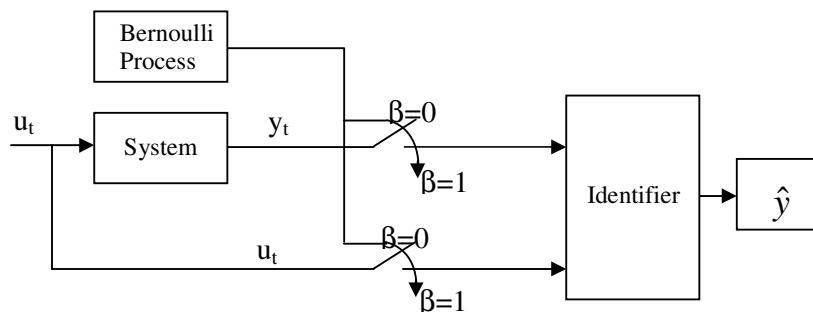 Bernoulli
Process
β=0
u_t
System
y_t
β=1
Identifier
ŷ
β=0
u_t
β=1